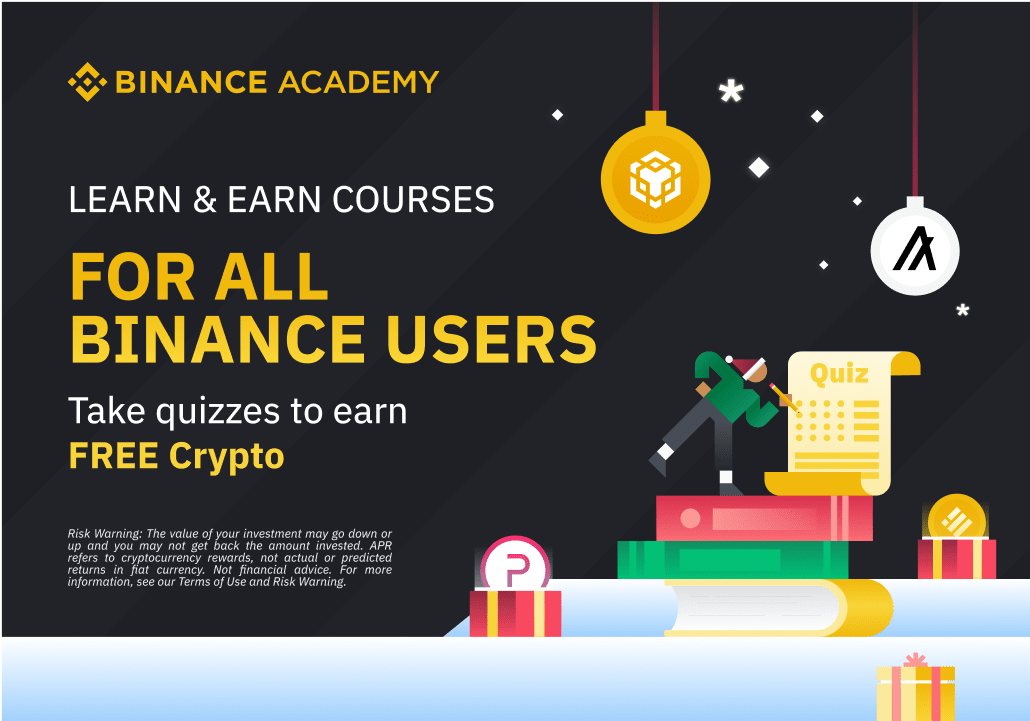 BINANCE ACADEMY
LEARN & EARN COURSES
FOR ALL
BINANCE USERS
Take quizzes to earn
FREE Crypto
Quiz
Risk Warning: The value of your investment may go down or
up and you may not get back the amount invested. APR
refers to cryptocurrency rewards, not actual or predicted
returns in fiat currency. Not financial advice. For more
information, see our Terms of Use and Risk Warning.